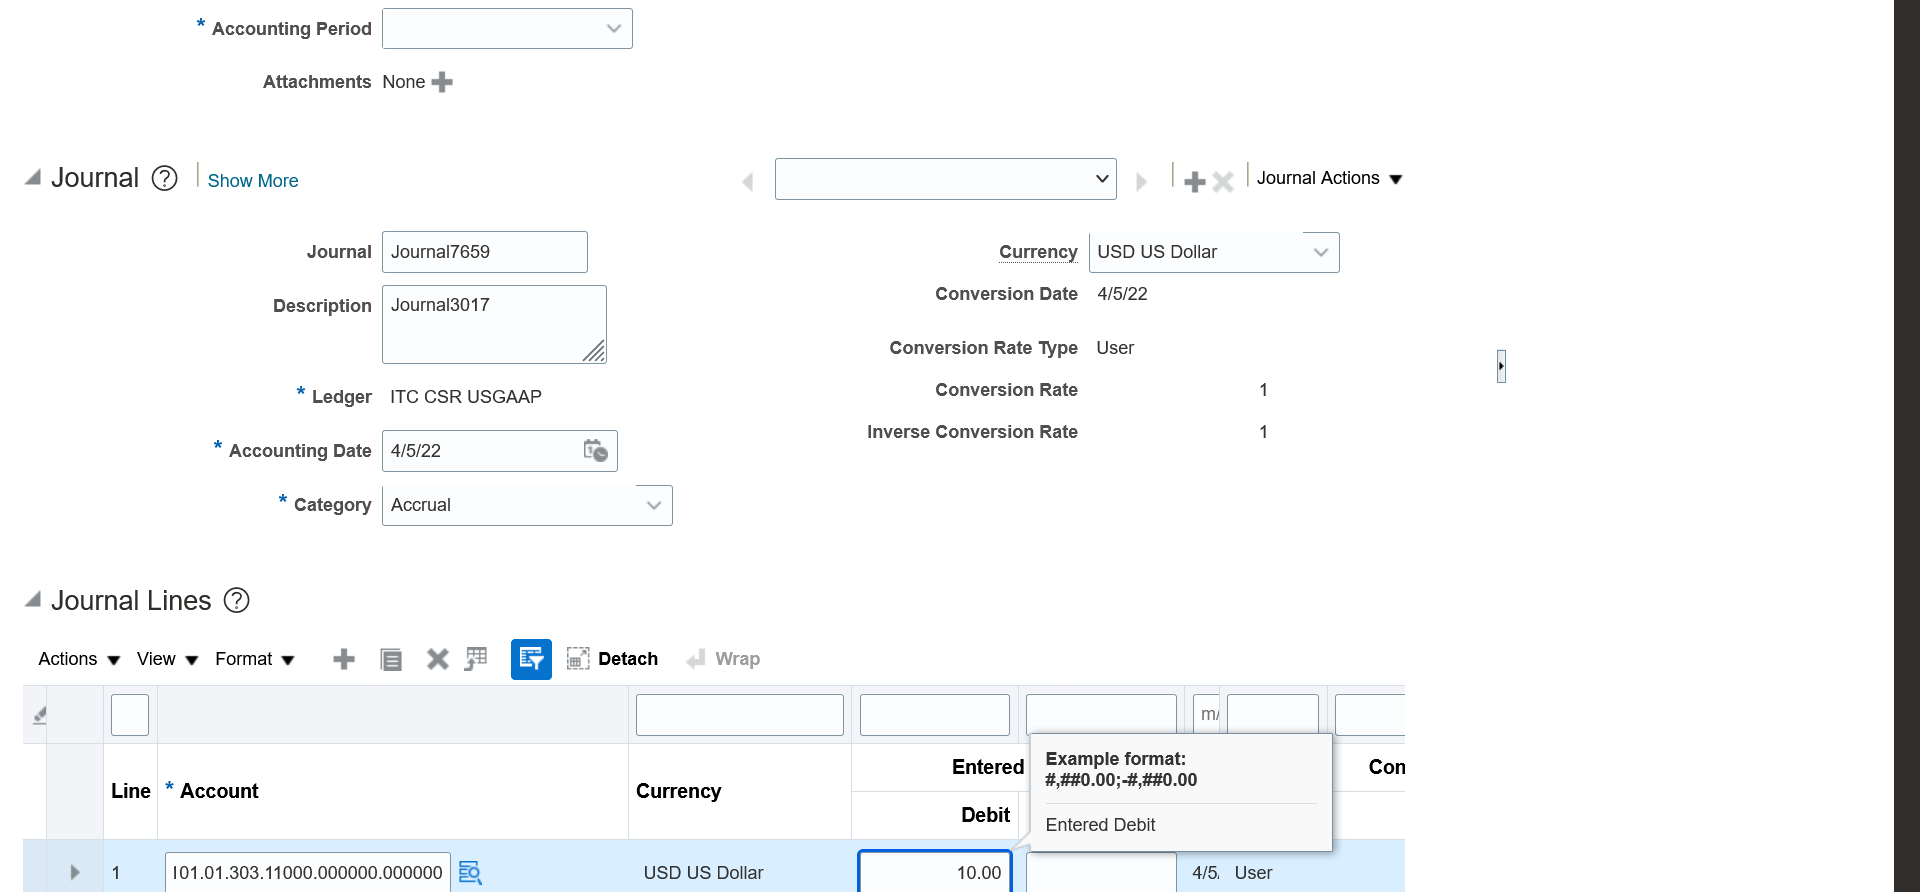 * Accounting Period
Attachments None
Journal ? Show More Journal Actions
Journal Journal7659
Currency USD US Dollar
Conversion Date 4/5/22
Description Journal3017
Conversion Rate Type User
Conversion Rate 1
* Ledger ITC CSR USGAAP
Inverse Conversion Rate 1
* Accounting Date 4/5/22
* Category Accrual
Journal Lines ?
Actions View Format Detach Wrap
m/
Line * Account Currency Entered Con
Debit
Example format:
#,##0.00;-#,##0.00
Entered Debit
1 101.01.303.11000.000000.000000 USD US Dollar 10.00 4/5/ User